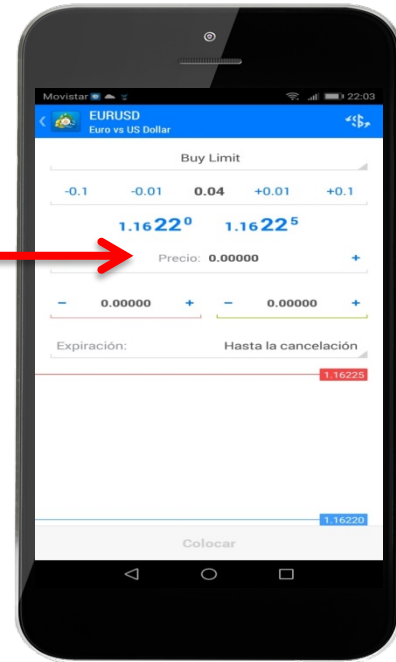 Movistar 22:03
EURUSD
Euro vs US Dollar
Buy Limit
-0.1 -0.01 0.04 +0.01 +0.1
1.16220 1.16225
Precio: 0.00000 +
- 0.00000 + - 0.00000 +
Expiración: Hasta la cancelación
1.16225
1.16220
Colocar